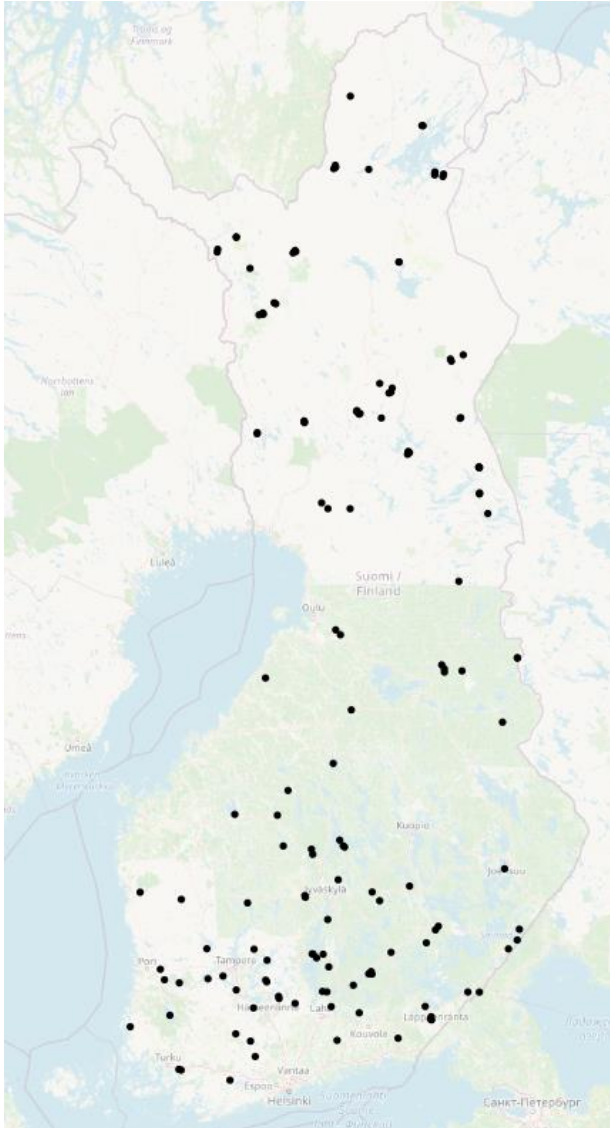 Troms og
Finnmark
Norrbottens
län
Luleå
Suomi /
Finland
Oulu
Umeå
Kuopio
Joensuu
Jyväskylä
Pori
Tampere
Hämeenlinna
Lahti
Lappeenranta
Kouvola
Turku
Vantaa
Espoo
Helsinki
Санкт-Петербург